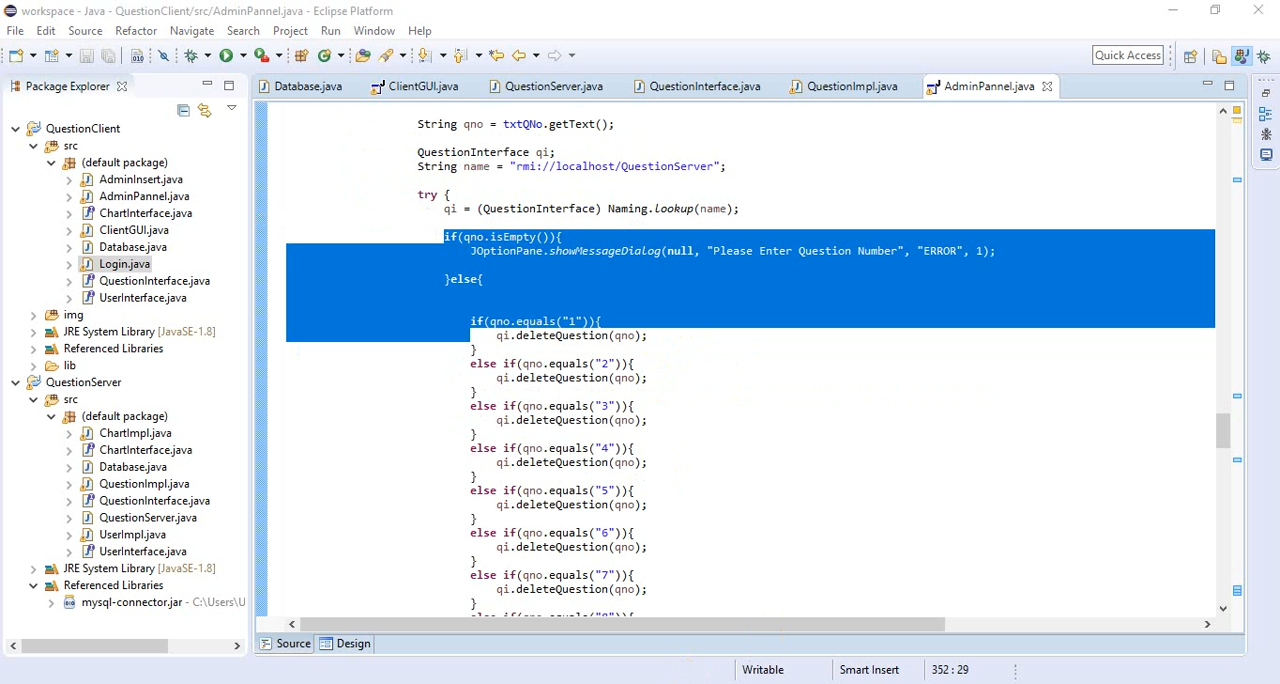 workspace - Java - QuestionClient/src/AdminPannel.java - Eclipse Platform
File Edit Source Refactor Navigate Search Project Run Window Help
Quick Access
Package Explorer
Database.java ClientGUI.java QuestionServer.java QuestionInterface.java QuestionImpl.java AdminPannel.java
QuestionClient
src
(default package)
AdminInsert.java
AdminPannel.java
ChartInterface.java
ClientGUI.java
Database.java
Login.java
QuestionInterface.java
UserInterface.java
img
JRE System Library [JavaSE-1.8]
Referenced Libraries
lib
QuestionServer
src
(default package)
ChartImpl.java
ChartInterface.java
Database.java
QuestionImpl.java
QuestionInterface.java
QuestionServer.java
UserImpl.java
UserInterface.java
JRE System Library [JavaSE-1.8]
Referenced Libraries
mysql-connector.jar - C:\Users\U
String qno = txtQNo.getText();
QuestionInterface qi;
String name = "rmi://localhost/QuestionServer";
try {
qi = (QuestionInterface) Naming.lookup(name);
if(qno.isEmpty()){
JOptionPane.showMessageDialog(null, "Please Enter Question Number", "ERROR", 1);
}else{
if(qno.equals("1")){
qi.deleteQuestion(qno);
}
else if(qno.equals("2")){
qi.deleteQuestion(qno);
}
else if(qno.equals("3")){
qi.deleteQuestion(qno);
}
else if(qno.equals("4")){
qi.deleteQuestion(qno);
}
else if(qno.equals("5")){
qi.deleteQuestion(qno);
}
else if(qno.equals("6")){
qi.deleteQuestion(qno);
}
else if(qno.equals("7")){
qi.deleteQuestion(qno);
}
else if(qno.equals("8")){
Source Design
Writable Smart Insert 352 : 29